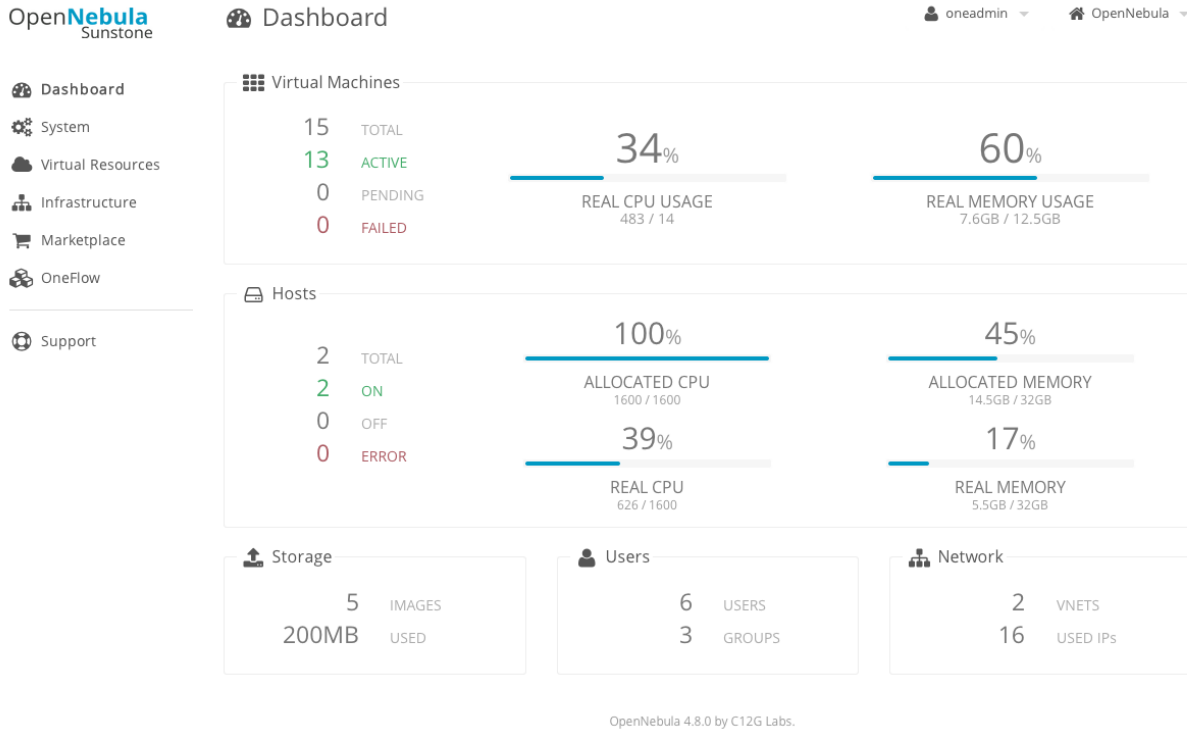 OpenNebula
Sunstone
Dashboard
oneadmin
OpenNebula
Dashboard
System
Virtual Resources
Infrastructure
Marketplace
OneFlow
Support
Virtual Machines
15 TOTAL
13 ACTIVE
0 PENDING
0 FAILED
34%
REAL CPU USAGE
483 / 14
60%
REAL MEMORY USAGE
7.6GB / 12.5GB
Hosts
2 TOTAL
2 ON
0 OFF
0 ERROR
100%
ALLOCATED CPU
1600 / 1600
45%
ALLOCATED MEMORY
14.5GB / 32GB
39%
REAL CPU
626 / 1600
17%
REAL MEMORY
5.5GB / 32GB
Storage
5 IMAGES
200MB USED
Users
6 USERS
3 GROUPS
Network
2 VNETS
16 USED IPs
OpenNebula 4.8.0 by C12G Labs.